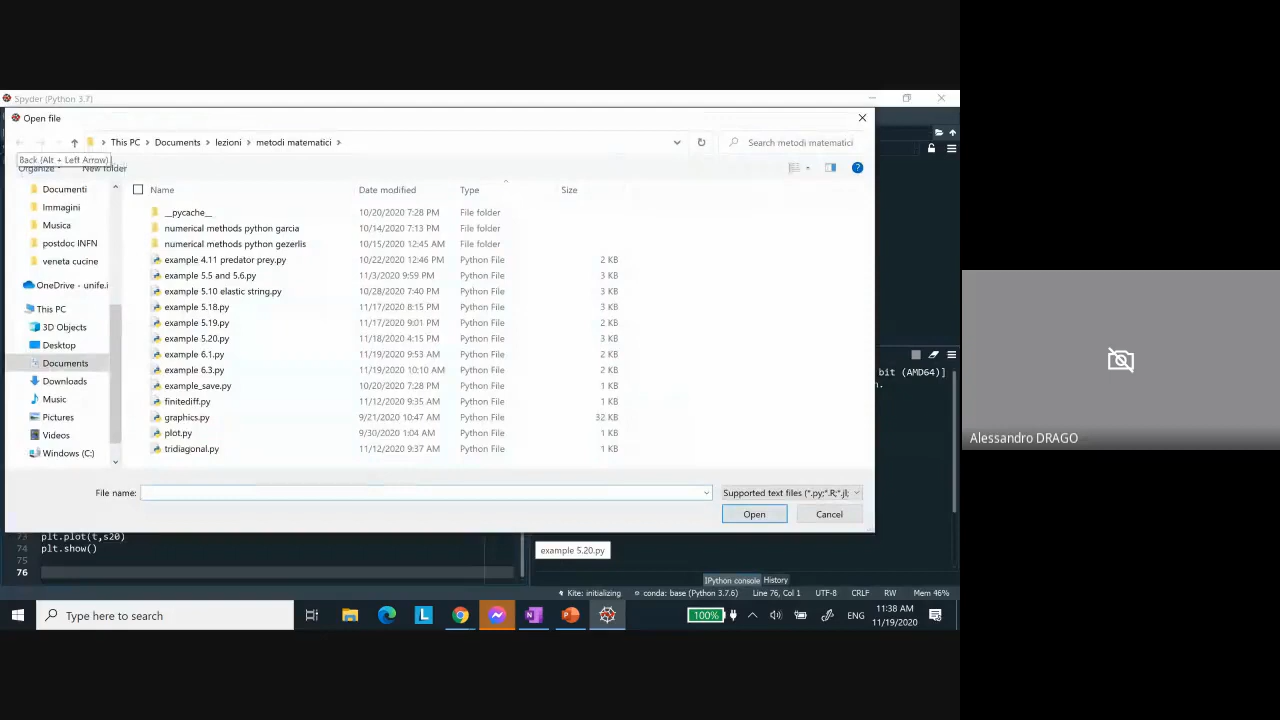 Spyder (Python 3.7)
Open file
This PC > Documents > lezioni > metodi matematici >
Search metodi matematici
Back (Alt + Left Arrow)
Organize New folder
Name Date modified Type Size
Documenti
Immagini
Musica
postdoc INFN
veneta cucine
OneDrive - unife.i
This PC
3D Objects
Desktop
Documents
Downloads
Music
Pictures
Videos
Windows (C:)
__pycache__ 10/20/2020 7:28 PM File folder
numerical methods python garcia 10/14/2020 7:13 PM File folder
numerical methods python gezerlis 10/15/2020 12:45 AM File folder
example 4.11 predator prey.py 10/22/2020 12:46 PM Python File 2 KB
example 5.5 and 5.6.py 11/3/2020 9:59 PM Python File 3 KB
example 5.10 elastic string.py 10/28/2020 7:40 PM Python File 3 KB
example 5.18.py 11/17/2020 8:15 PM Python File 3 KB
example 5.19.py 11/17/2020 9:01 PM Python File 2 KB
example 5.20.py 11/18/2020 4:15 PM Python File 3 KB
example 6.1.py 11/19/2020 9:53 AM Python File 2 KB
example 6.3.py 11/19/2020 10:10 AM Python File 2 KB
example_save.py 10/20/2020 7:28 PM Python File 1 KB
finitediff.py 11/12/2020 9:35 AM Python File 1 KB
graphics.py 9/21/2020 10:47 AM Python File 32 KB
plot.py 9/30/2020 1:04 AM Python File 1 KB
tridiagonal.py 11/12/2020 9:37 AM Python File 1 KB
bit (AMD64)]
n.
File name:
Supported text files (*.py;*.R;*.jl;
Open Cancel
73 plt.plot(t,s20)
74 plt.show()
75
76
example 5.20.py
IPython console History
Kite: initializing conda: base (Python 3.7.6) Line 76, Col 1 UTF-8 CRLF RW Mem 46%
Type here to search
100% ENG 11:38 AM
11/19/2020
Alessandro DRAGO